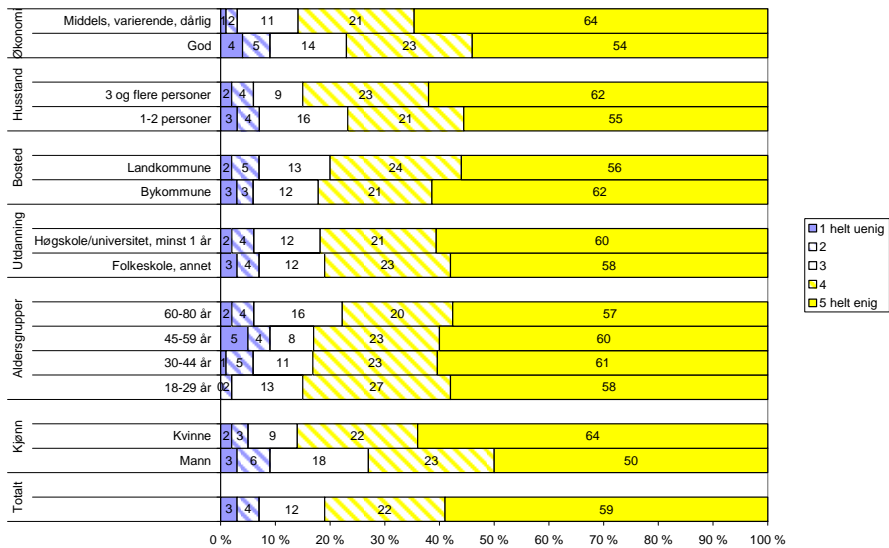 Økonomi
Middels, varierende, dårlig 1 2 11 21 64
God 4 5 14 23 54
Husstand
3 og flere personer 2 4 9 23 62
1-2 personer 3 4 16 21 55
Bosted
Landkommune 2 5 13 24 56
Bykommune 3 3 12 21 62
Utdanning
Høgskole/universitet, minst 1 år 2 4 12 21 60
Folkeskole, annet 3 4 12 23 58
Aldersgrupper
60-80 år 2 4 16 20 57
45-59 år 5 4 8 23 60
30-44 år 1 5 11 23 61
18-29 år 0 2 13 27 58
Kjønn
Kvinne 2 3 9 22 64
Mann 3 6 18 23 50
Totalt
3 4 12 22 59
0 % 10 % 20 % 30 % 40 % 50 % 60 % 70 % 80 % 90 % 100 %
1 helt uenig
2
3
4
5 helt enig